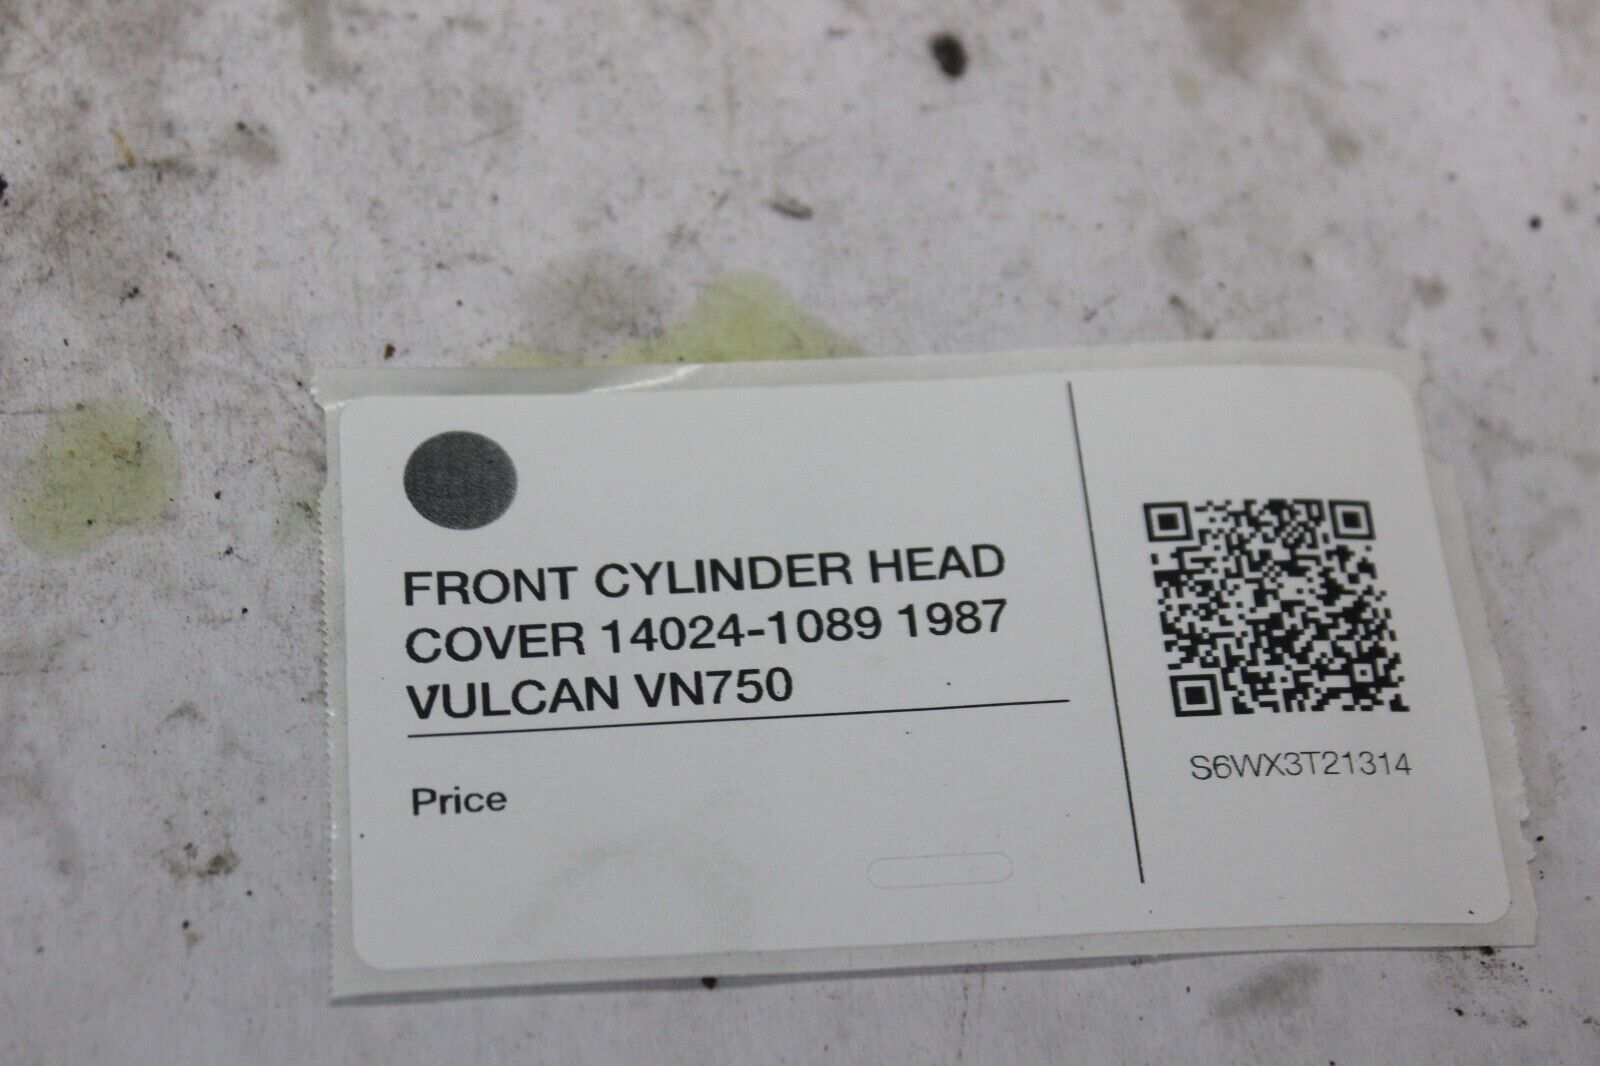 FRONT CYLINDER HEAD
COVER 14024-1089 1987
VULCAN VN750
Price
S6WX3T21314